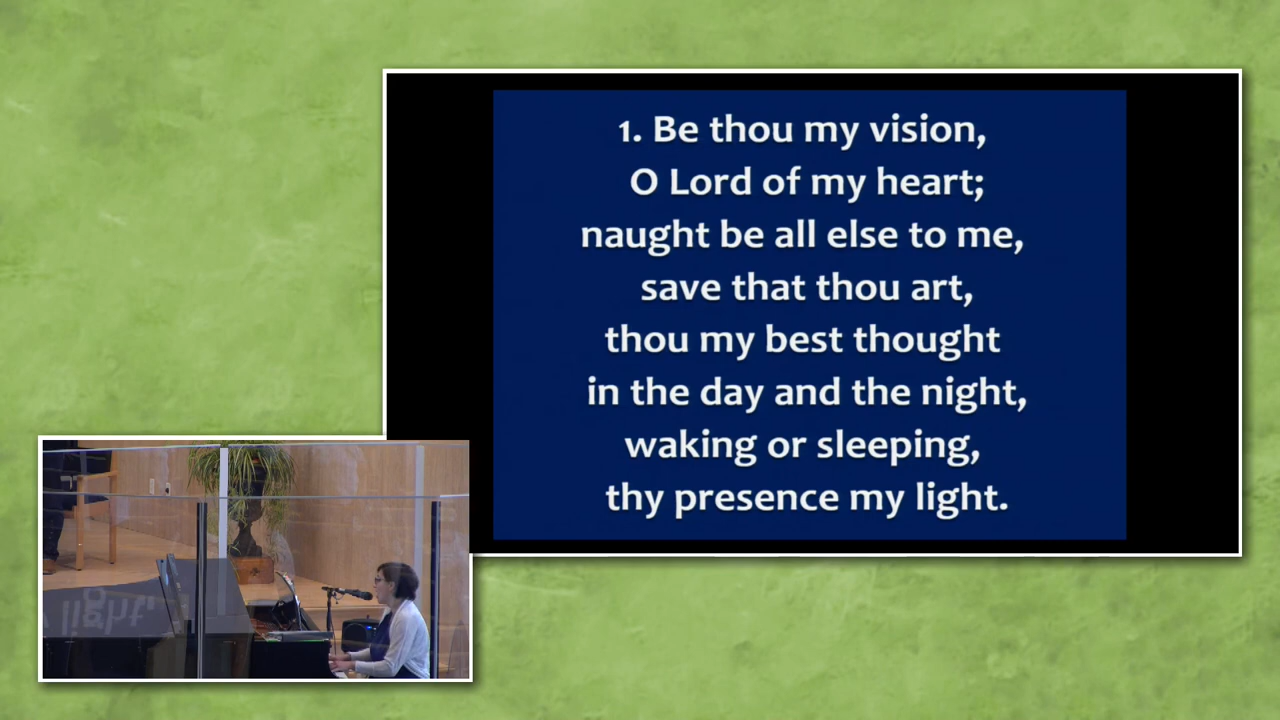 1. Be thou my vision,
O Lord of my heart;
naught be all else to me,
save that thou art,
thou my best thought
in the day and the night,
waking or sleeping,
thy presence my light.
light.